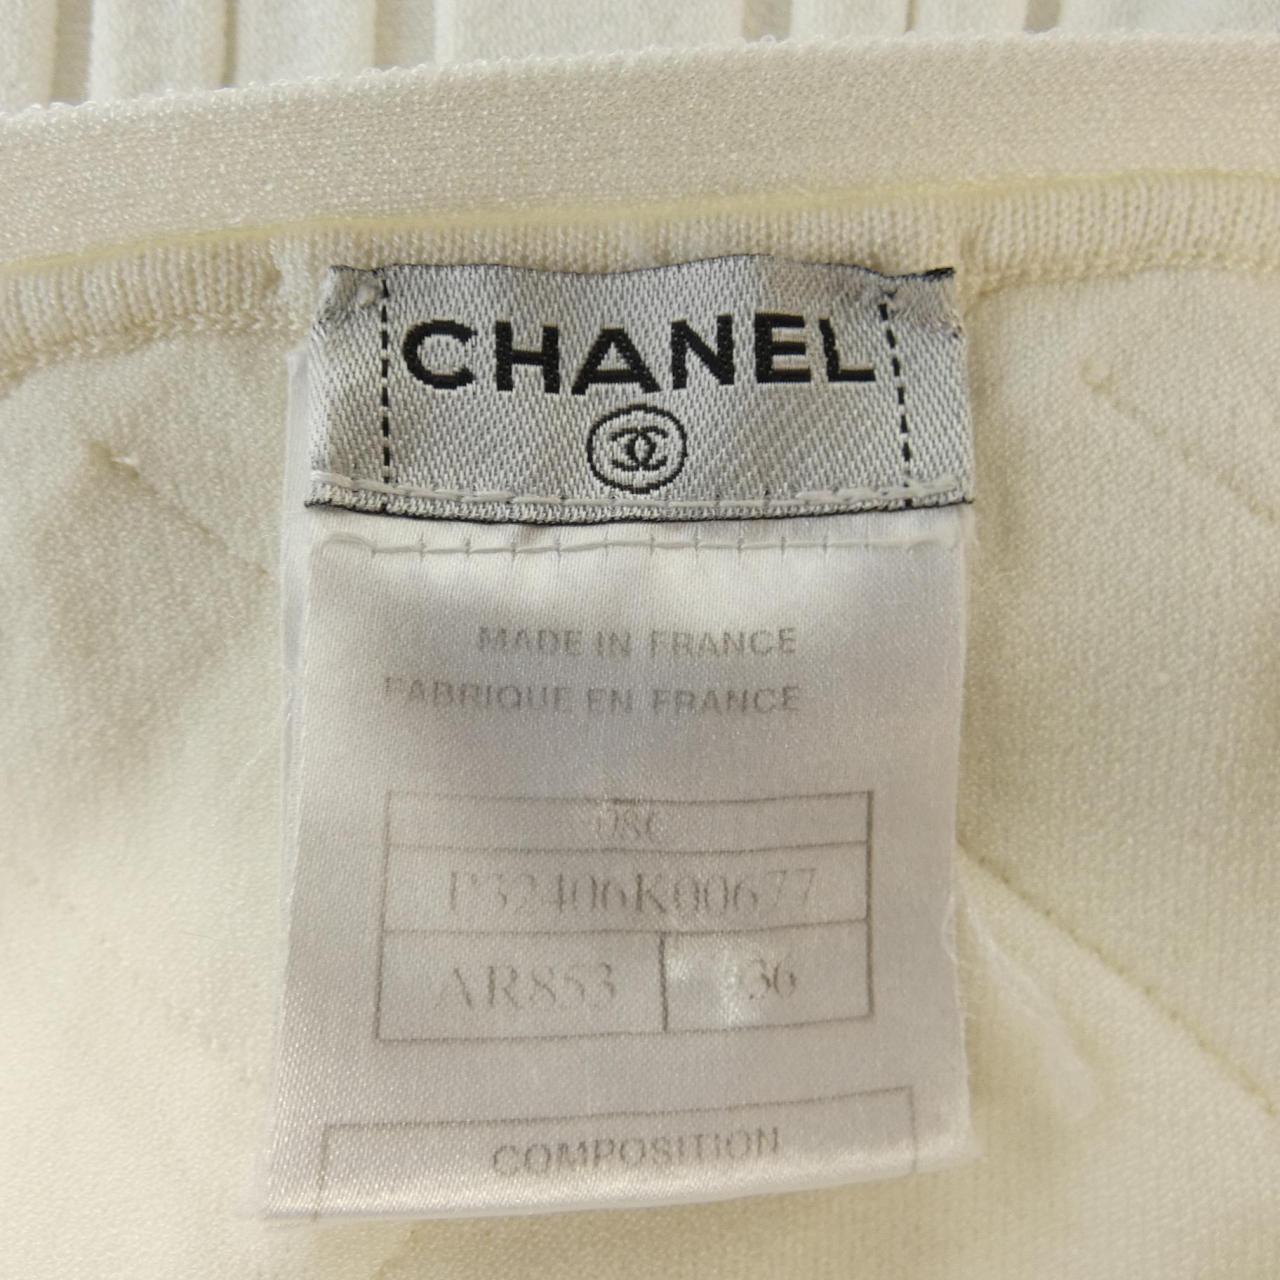 CHANEL
MADE IN FRANCE
FABRIQUE EN FRANCE
P32406K00677
AR853 36
COMPOSITION